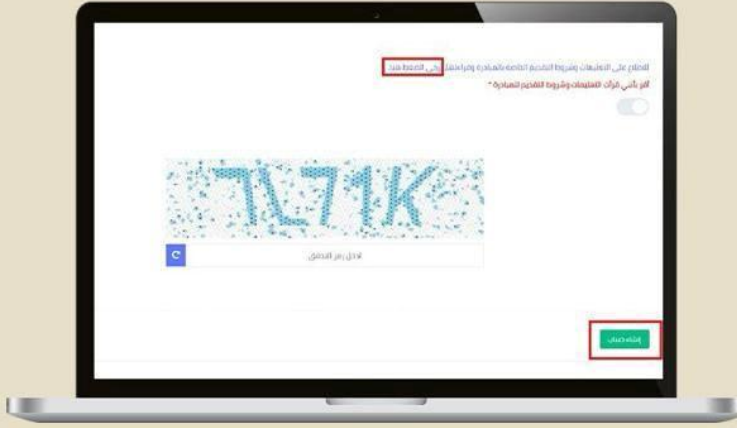 للاطلاع على التعليمات وشروط التقديم الخاصة بالمبادرة وقراءتها، يرجى الضغط هنا.
أقر بأنني قرأت التعليمات وشروط التقديم للمبادرة *
7L71K
ادخل رمز التحقق
إنشاء حساب